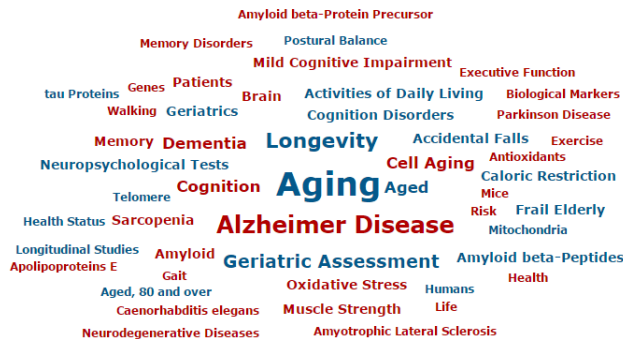 Amyloid beta-Protein Precursor
Memory Disorders
Postural Balance
Mild Cognitive Impairment
Executive Function
tau Proteins
Genes
Patients
Brain
Activities of Daily Living
Biological Markers
Walking
Geriatrics
Cognition Disorders
Parkinson Disease
Memory
Dementia
Longevity
Accidental Falls
Exercise
Neuropsychological Tests
Cell Aging
Antioxidants
Caloric Restriction
Telomere
Cognition
Aging
Aged
Mice
Health Status
Sarcopenia
Alzheimer Disease
Risk
Frail Elderly
Mitochondria
Longitudinal Studies
Amyloid
Geriatric Assessment
Amyloid beta-Peptides
Apolipoproteins E
Gait
Oxidative Stress
Humans
Health
Aged, 80 and over
Caenorhabditis elegans
Muscle Strength
Life
Neurodegenerative Diseases
Amyotrophic Lateral Sclerosis